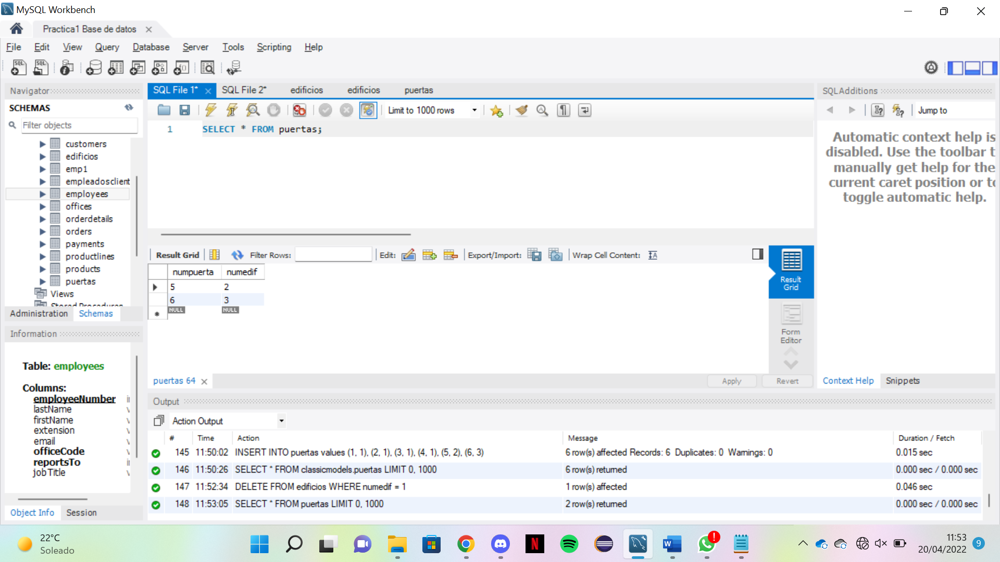 MySQL Workbench
Practica1 Base de datos
File Edit View Query Database Server Tools Scripting Help
Navigator
SCHEMAS
Filter objects
customers
edificios
emp1
empleadosclient
employees
offices
orderdetails
orders
payments
productlines
products
puertas
Views
Stored Procedures
Administration Schemas
Information
Table: employees
Columns:
employeeNumber
lastName
firstName
extension
email
officeCode
reportsTo
jobTitle
Object Info Session
SQL File 1* SQL File 2* edificios edificios puertas
Limit to 1000 rows
1 SELECT * FROM puertas;
Result Grid Filter Rows: Edit: Export/Import: Wrap Cell Content:
numpuerta numedif
5 2
6 3
NULL NULL
Result
Grid
Form
Editor
puertas 64 Apply Revert
SQLAdditions
Jump to
Automatic context help is
disabled. Use the toolbar t
manually get help for the
current caret position or to
toggle automatic help.
Context Help Snippets
Output
Action Output
# Time Action Message Duration / Fetch
145 11:50:02 INSERT INTO puertas values (1, 1), (2, 1), (3, 1), (4, 1), (5, 2), (6, 3) 6 row(s) affected Records: 6 Duplicates: 0 Warnings: 0 0.015 sec
146 11:50:26 SELECT * FROM classicmodels.puertas LIMIT 0, 1000 6 row(s) returned 0.000 sec / 0.000 sec
147 11:52:34 DELETE FROM edificios WHERE numedif = 1 1 row(s) affected 0.046 sec
148 11:53:05 SELECT * FROM puertas LIMIT 0, 1000 2 row(s) returned 0.000 sec / 0.000 sec
22°C
Soleado
11:53
20/04/2022
9